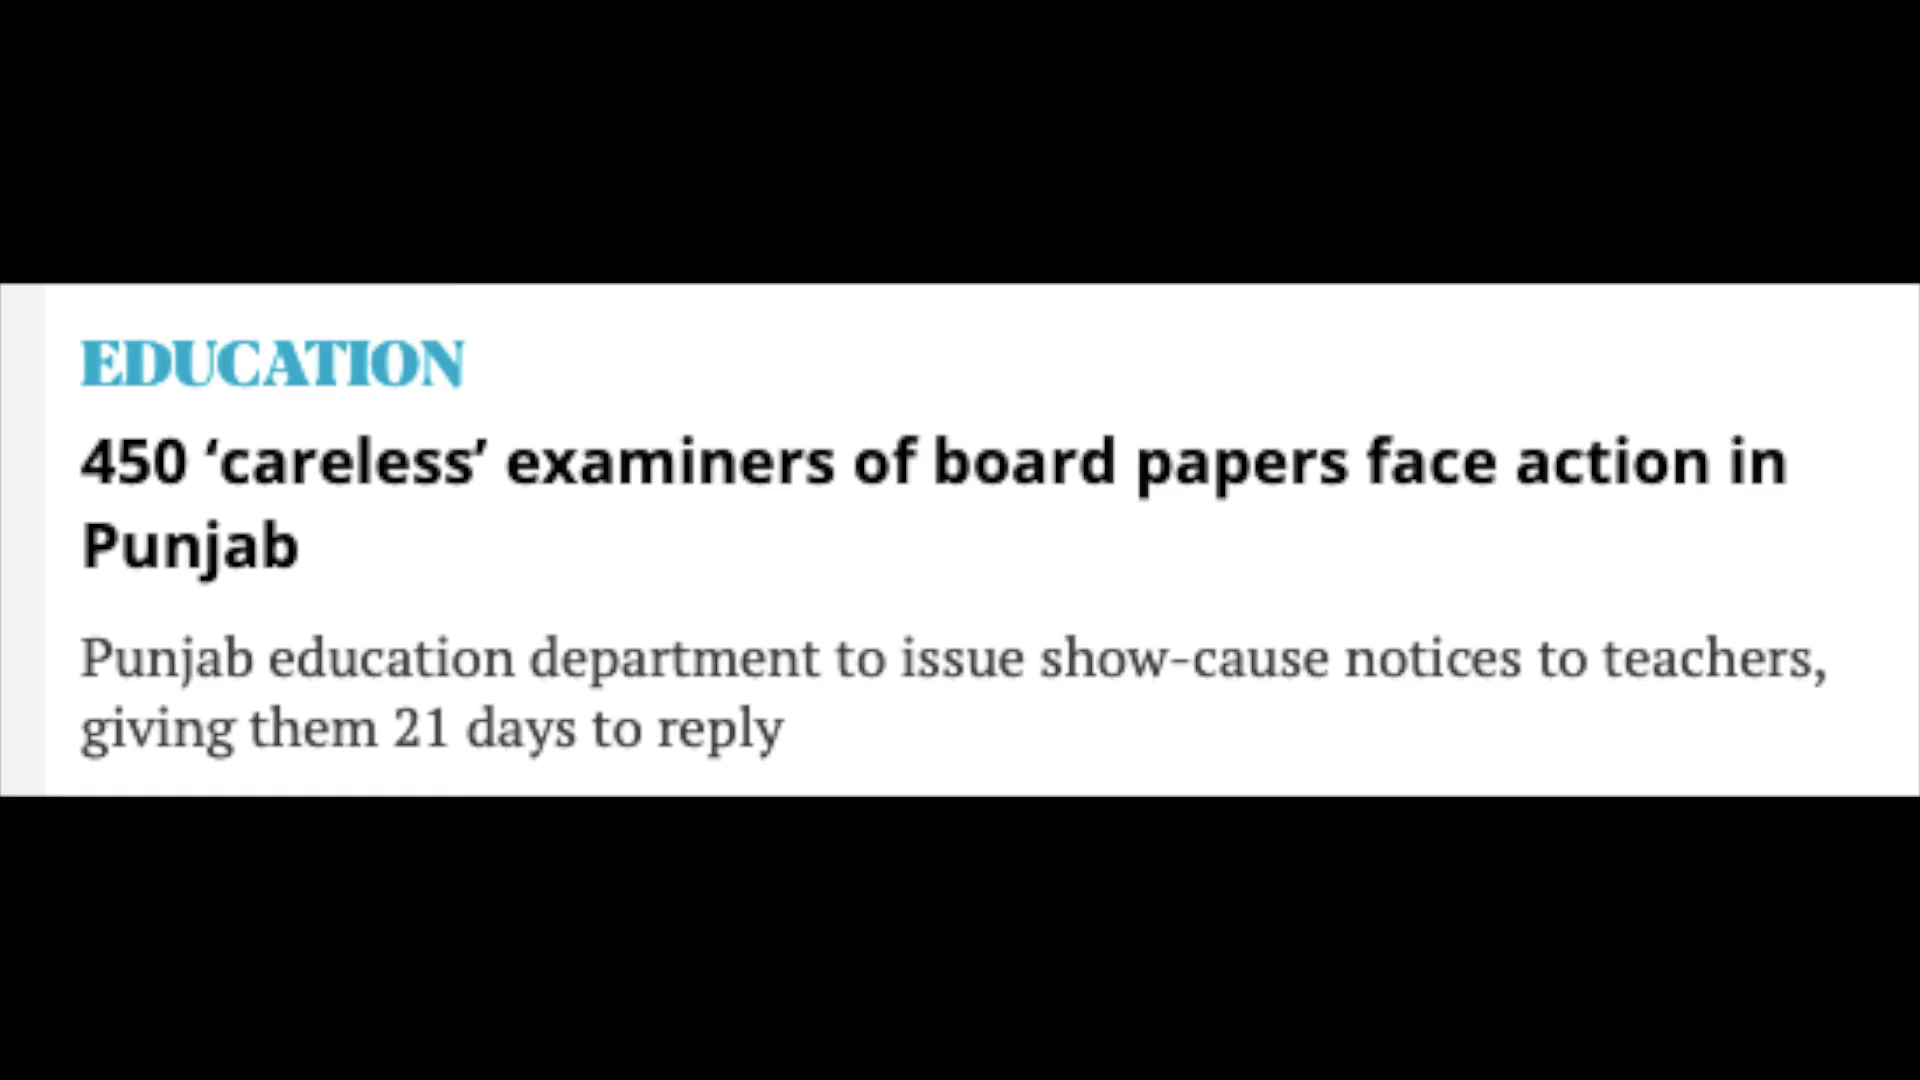 EDUCATION
450 ‘careless’ examiners of board papers face action in
Punjab
Punjab education department to issue show-cause notices to teachers,
giving them 21 days to reply